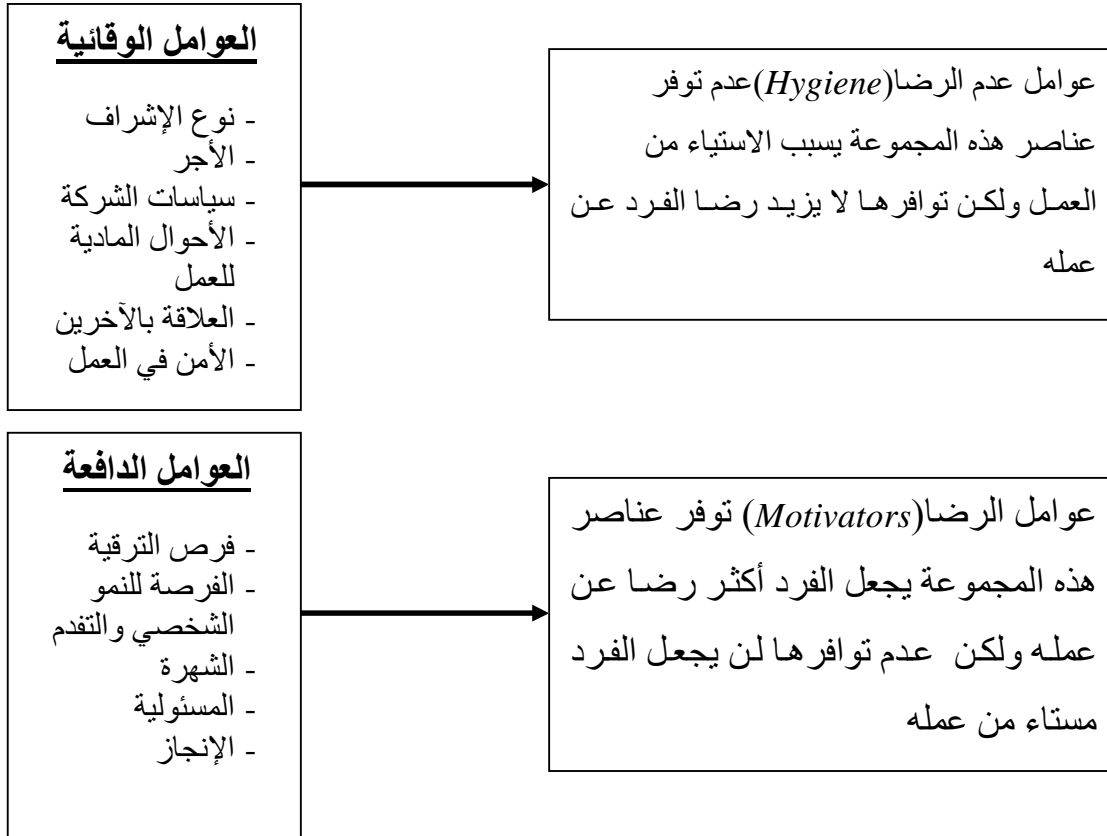 العوامل الوقائية
- نوع الإشراف
- الأجر
- سياسات الشركة
- الأحوال المادية
للعمل
- العلاقة بالآخرين
- الأمن في العمل
عوامل عدم الرضا(Hygiene)عدم توفر
عناصر هذه المجموعة يسبب الاستياء من
العمل ولكن توافرها لا يزيد رضا الفرد عن
عمله
العوامل الدافعة
- فرص الترقية
- الفرصة للنمو
الشخصي والتفدم
- الشهرة
- المسئولية
- الإنجاز
عوامل الرضا(Motivators) توفر عناصر
هذه المجموعة يجعل الفرد أكثر رضا عن
عمله ولكن عدم توافرها لن يجعل الفرد
مستاء من عمله